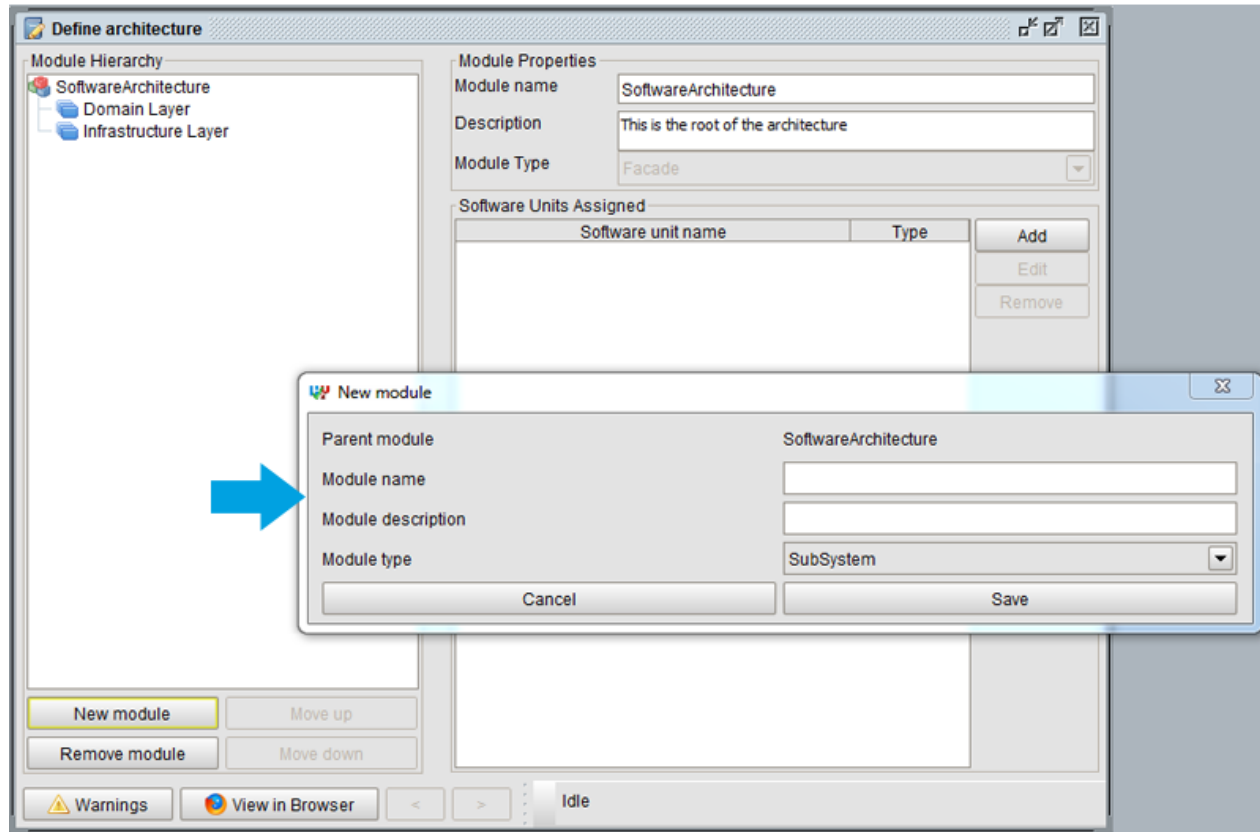 Define architecture
Module Hierarchy
SoftwareArchitecture
Domain Layer
Infrastructure Layer
Module Properties
Module name
SoftwareArchitecture
Description
This is the root of the architecture
Module Type
Facade
Software Units Assigned
Software unit name Type
Add
Edit
Remove
New module
Parent module SoftwareArchitecture
Module name
Module description
Module type SubSystem
Cancel Save
New module Move up
Remove module Move down
Warnings View in Browser < > Idle